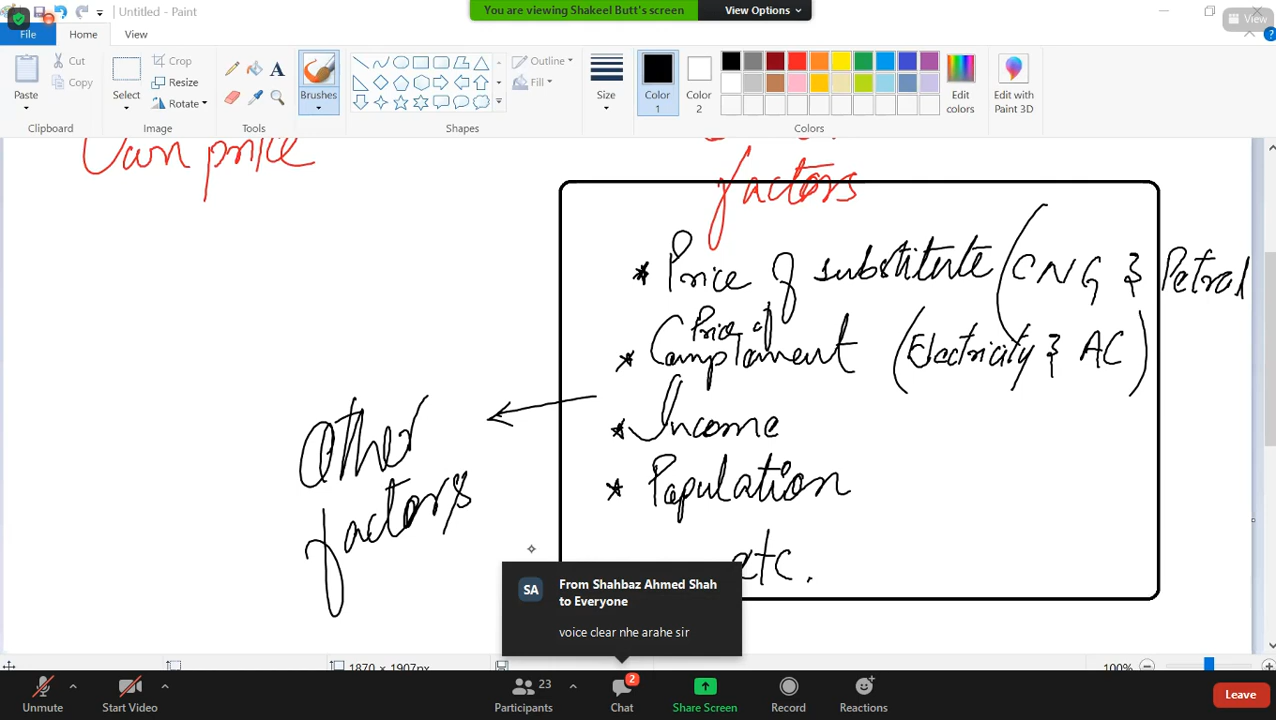 Untitled - Paint
You are viewing Shakeel Butt's screen
View Options
View
File
Home
View
Paste
Cut
Copy
Select
Crop
Resize
Rotate
Brushes
Outline
Fill
Size
Color 1
Color 2
Edit colors
Edit with Paint 3D
Clipboard
Image
Tools
Shapes
Colors
Own price
factors
* Price of substitute (CNG & Petrol
Price of
* Complament (Electricity & AC)
* Income
* Population
etc.
Other
factors
SA
From Shahbaz Ahmed Shah
to Everyone
voice clear nhe arahe sir
1870 × 1907px
100%
Unmute
Start Video
23
Participants
2
Chat
Share Screen
Record
Reactions
Leave